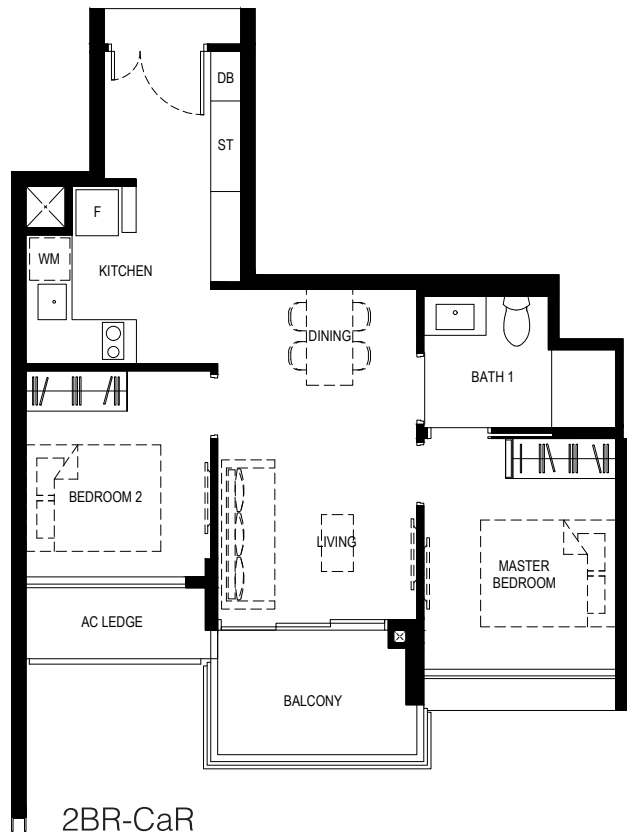 DB
ST
F
WM
KITCHEN
DINING
BATH 1
BEDROOM 2
LIVING
MASTER
BEDROOM
AC LEDGE
BALCONY
2BR-CaR